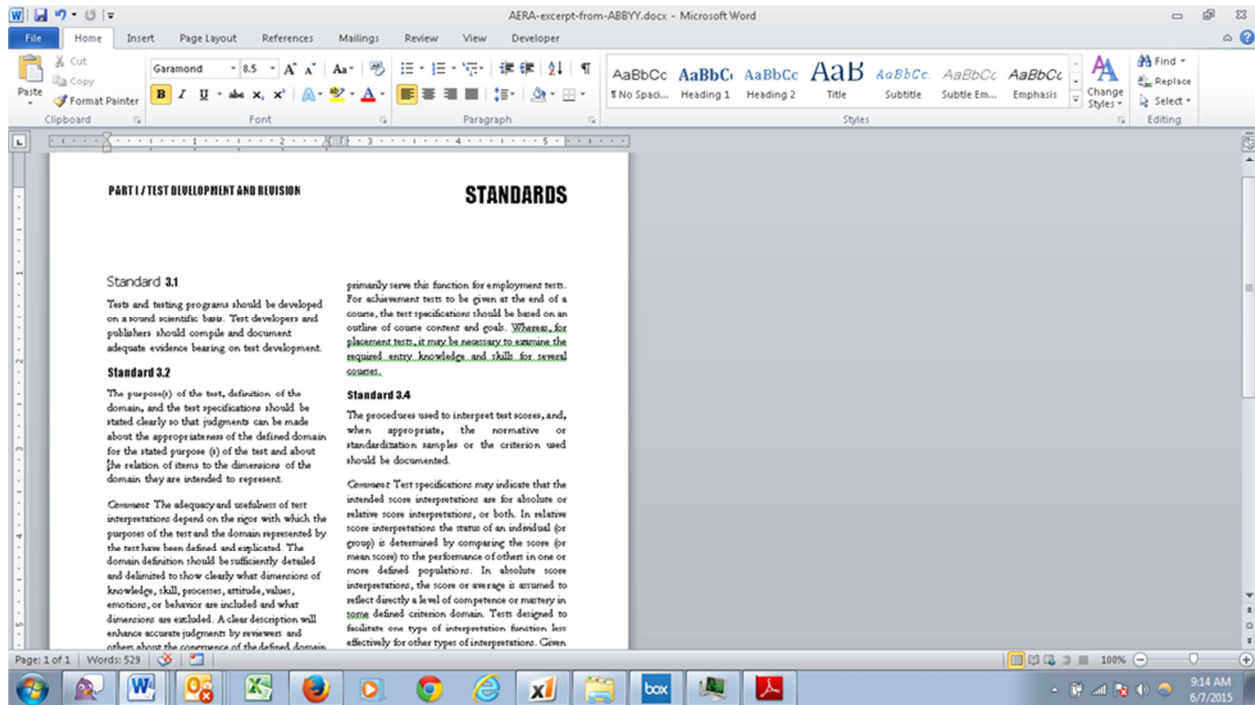 AERA-excerpt-from-ABBYY.docx - Microsoft Word
File Home Insert Page Layout References Mailings Review View Developer
Cut
Copy
Format Painter
Paste
Clipboard
Garamond 8.5
Font
Paragraph
AaBbCc AaBbC AaBbCc AaB AaBbCc. AaBbCc AaBbCc
¶ No Spaci... Heading 1 Heading 2 Title Subtitle Subtle Em... Emphasis
Change Styles
Styles
Find
Replace
Select
Editing
PART I / TEST DEVELOPMENT AND REVISION
STANDARDS
Standard 3.1
Tests and testing programs should be developed
on a sound scientific basis. Test developers and
publishers should compile and document
adequate evidence bearing on test development.
Standard 3.2
The purpose(s) of the test, definition of the
domain, and the test specifications should be
stated clearly so that judgments can be made
about the appropriateness of the defined domain
for the stated purpose (s) of the test and about
the relation of items to the dimensions of the
domain they are intended to represent.
Comment: The adequacy and usefulness of test
interpretations depend on the rigor with which the
purposes of the test and the domain represented by
the test have been defined and explicated. The
domain definition should be sufficiently detailed
and delimited to show clearly what dimensions of
knowledge, skill, processes, attitude, values,
emotions, or behavior are included and what
dimensions are excluded. A clear description will
enhance accurate judgments by reviewers and
others about the congruence of the defined domain
primarily serve this function for employment tests.
For achievement tests to be given at the end of a
course, the test specifications should be based on an
outline of course content and goals. Whereas, for
placement tests, it may be necessary to examine the
required entry knowledge and skills for several
courses.
Standard 3.4
The procedures used to interpret test scores, and,
when appropriate, the normative or
standardization samples or the criterion used
should be documented.
Comment: Test specifications may indicate that the
intended score interpretations are for absolute or
relative score interpretations, or both. In relative
score interpretations the status of an individual (or
group) is determined by comparing the score (or
mean score) to the performance of others in one or
more defined populations. In absolute score
interpretations, the score or average is assumed to
reflect directly a level of competence or mastery in
some defined criterion domain. Tests designed to
facilitate one type of interpretation function less
effectively for other types of interpretations. Given
Page: 1 of 1 Words: 529
100%
box
9:14 AM
6/7/2015